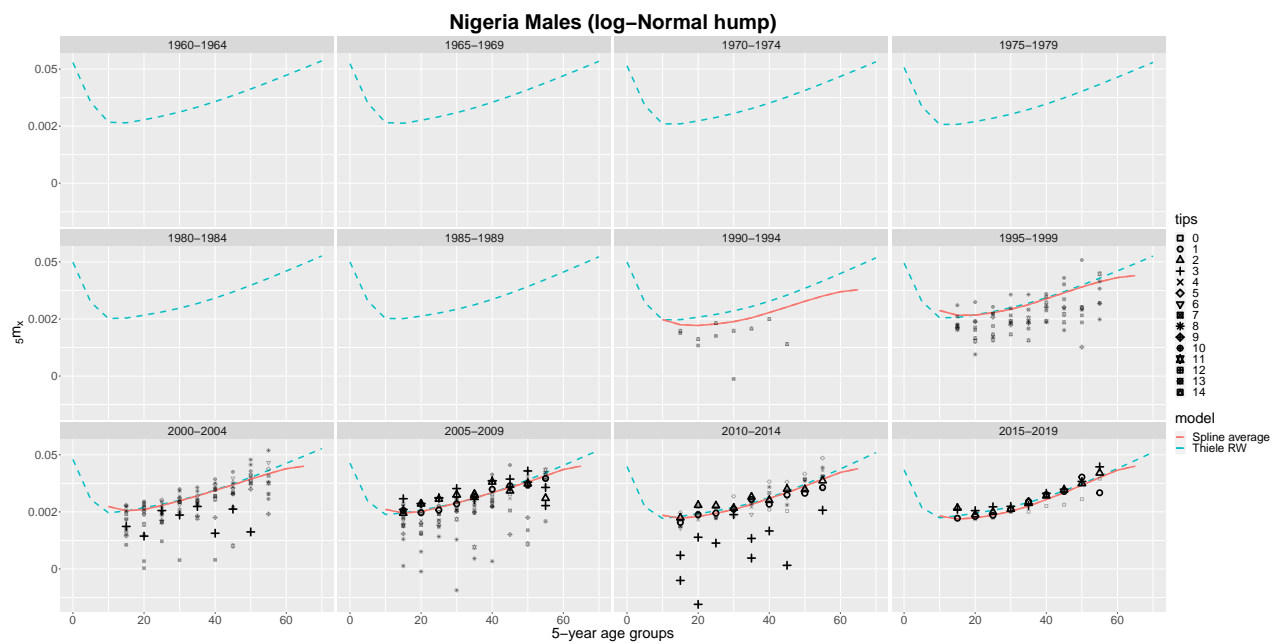 Nigeria Males (log−Normal hump)
1960−1964 1965−1969 1970−1974 1975−1979
0.05
0.002
0
1980−1984 1985−1989 1990−1994 1995−1999
0.05
0.002
0
2000−2004 2005−2009 2010−2014 2015−2019
0.05
0.002
0
0 20 40 60 0 20 40 60 0 20 40 60 0 20 40 60
5−year age groups
5mx
tips
0
1
2
3
4
5
6
7
8
9
10
11
12
13
14
model
Spline average
Thiele RW